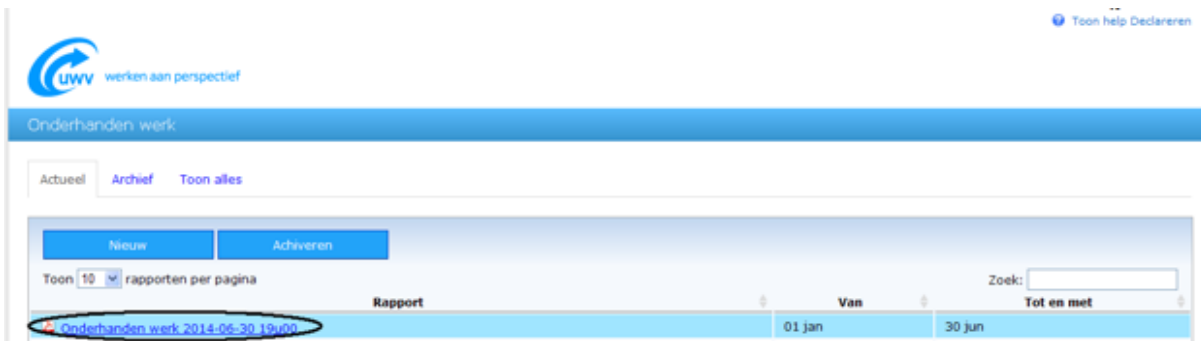 Toon help Declareren
uwv werken aan perspectief
Onderhanden werk
Actueel Archief Toon alles
Nieuw Achiveren
Toon 10 rapporten per pagina Zoek:
Rapport Van Tot en met
Onderhanden werk 2014-06-30 19u00 01 jan 30 jun